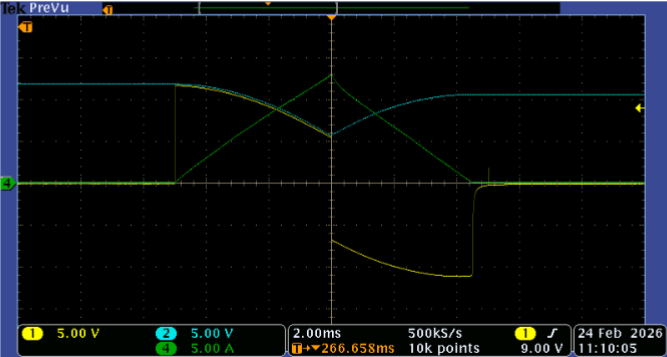 Tek PreVu
T
T
4
1 5.00 V 2 5.00 V 2.00ms 500kS/s 1 24 Feb 2026
4 5.00 A T→▼266.658ms 10k points 9.00 V 11:10:05